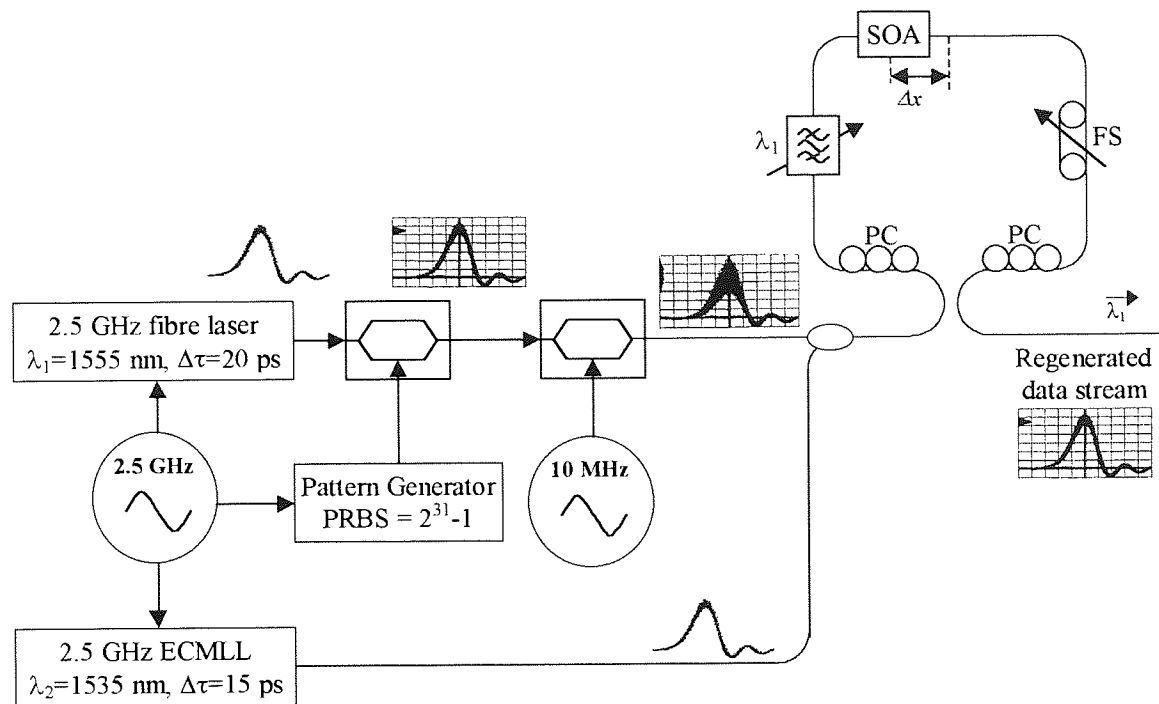 SOA
Δx
λ₁
FS
PC
PC
2.5 GHz fibre laser
λ₁=1555 nm, Δτ=20 ps
λ₁
Regenerated
data stream
2.5 GHz
Pattern Generator
PRBS = 2³¹-1
10 MHz
2.5 GHz ECMLL
λ₂=1535 nm, Δτ=15 ps